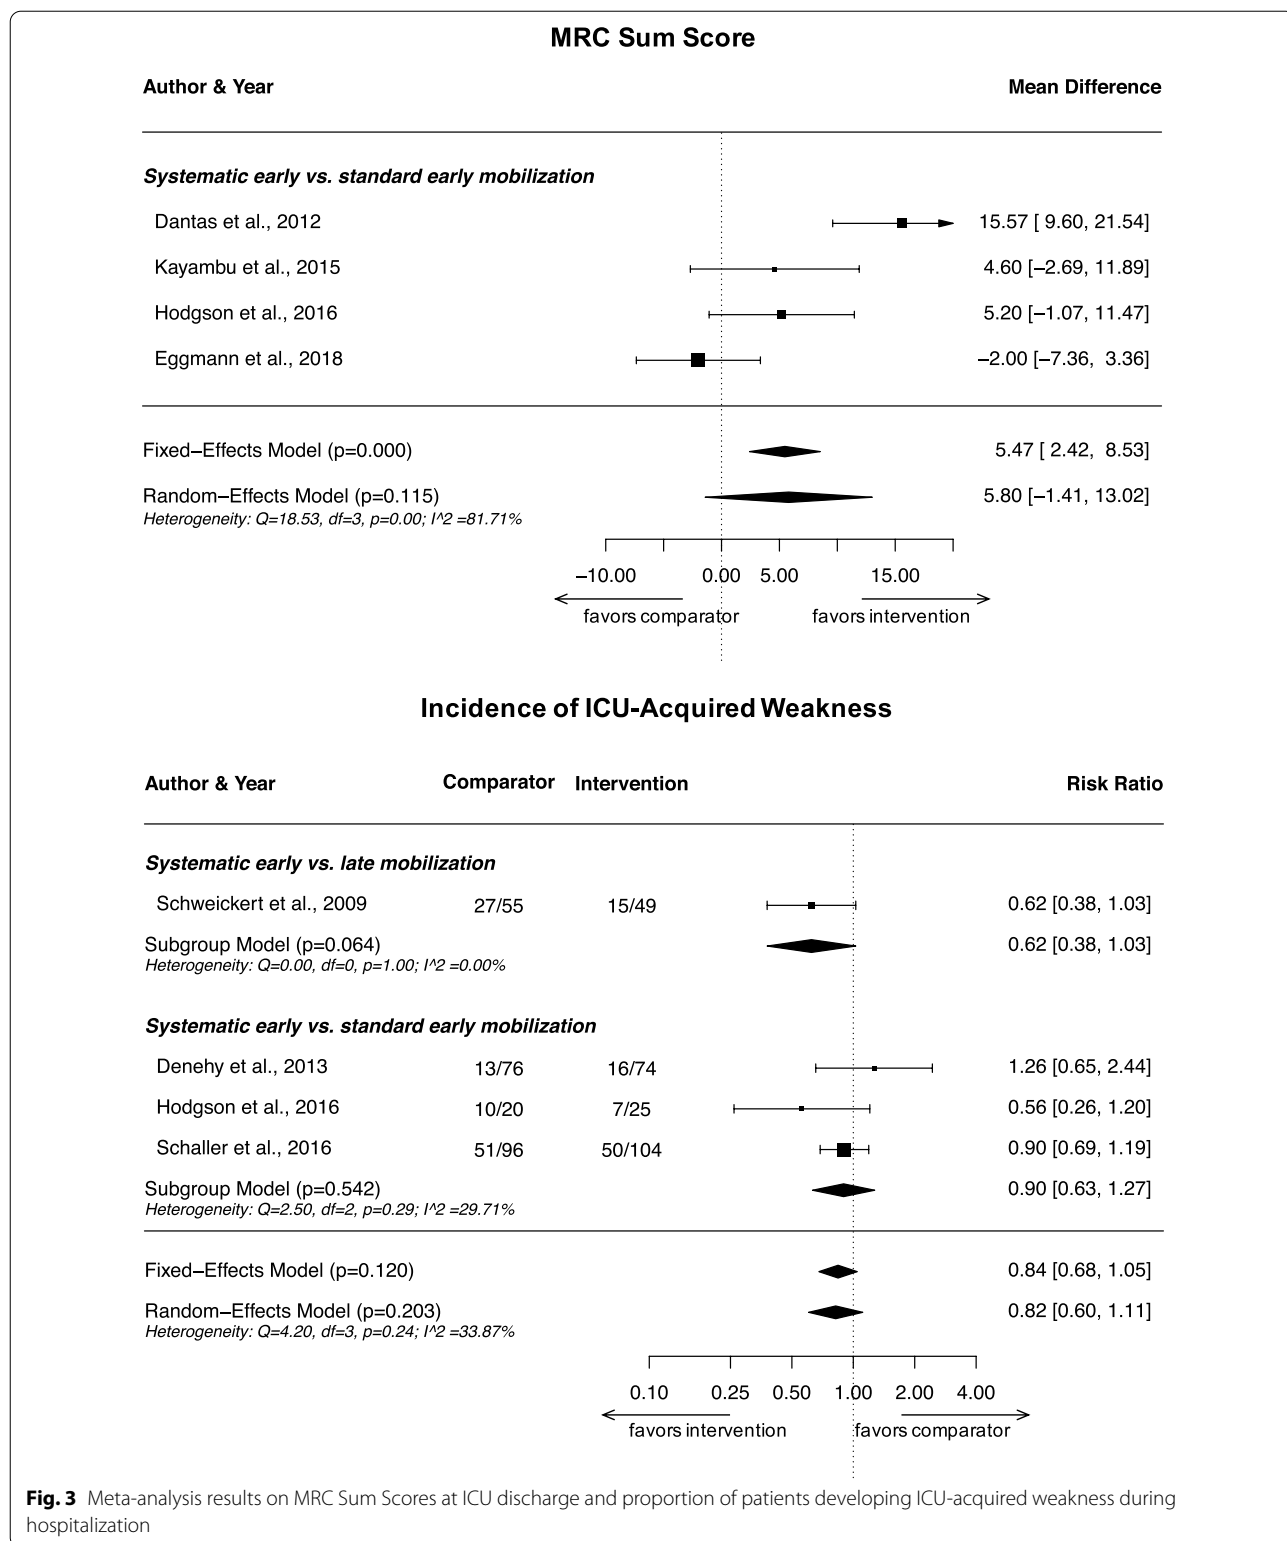 MRC Sum Score
Author & Year Mean Difference
Systematic early vs. standard early mobilization
Dantas et al., 2012 15.57 [ 9.60, 21.54]
Kayambu et al., 2015 4.60 [−2.69, 11.89]
Hodgson et al., 2016 5.20 [−1.07, 11.47]
Eggmann et al., 2018 −2.00 [−7.36, 3.36]
Fixed−Effects Model (p=0.000) 5.47 [ 2.42, 8.53]
Random−Effects Model (p=0.115) 5.80 [−1.41, 13.02]
Heterogeneity: Q=18.53, df=3, p=0.00; I^2 =81.71%
−10.00 0.00 5.00 15.00
favors comparator favors intervention
Incidence of ICU-Acquired Weakness
Author & Year Comparator Intervention Risk Ratio
Systematic early vs. late mobilization
Schweickert et al., 2009 27/55 15/49 0.62 [0.38, 1.03]
Subgroup Model (p=0.064) 0.62 [0.38, 1.03]
Heterogeneity: Q=0.00, df=0, p=1.00; I^2 =0.00%
Systematic early vs. standard early mobilization
Denehy et al., 2013 13/76 16/74 1.26 [0.65, 2.44]
Hodgson et al., 2016 10/20 7/25 0.56 [0.26, 1.20]
Schaller et al., 2016 51/96 50/104 0.90 [0.69, 1.19]
Subgroup Model (p=0.542) 0.90 [0.63, 1.27]
Heterogeneity: Q=2.50, df=2, p=0.29; I^2 =29.71%
Fixed−Effects Model (p=0.120) 0.84 [0.68, 1.05]
Random−Effects Model (p=0.203) 0.82 [0.60, 1.11]
Heterogeneity: Q=4.20, df=3, p=0.24; I^2 =33.87%
0.10 0.25 0.50 1.00 2.00 4.00
favors intervention favors comparator
Fig. 3 Meta-analysis results on MRC Sum Scores at ICU discharge and proportion of patients developing ICU-acquired weakness during
hospitalization